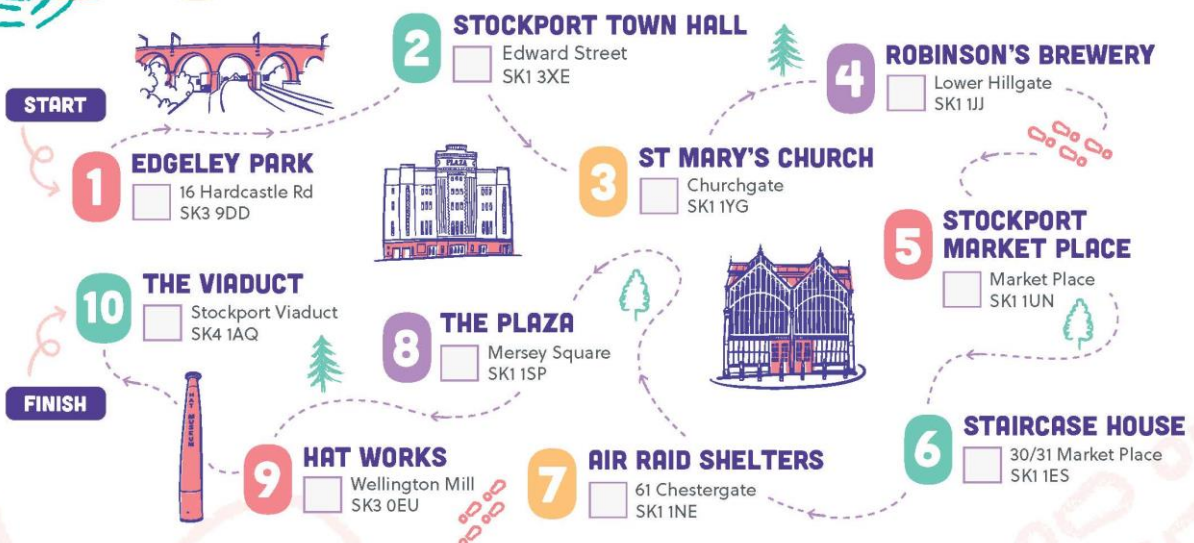 START
1
EDGELEY PARK
16 Hardcastle Rd
SK3 9DD
2
STOCKPORT TOWN HALL
Edward Street
SK1 3XE
3
ST MARY'S CHURCH
Churchgate
SK1 1YG
4
ROBINSON'S BREWERY
Lower Hillgate
SK1 1JJ
5
STOCKPORT
MARKET PLACE
Market Place
SK1 1UN
6
STAIRCASE HOUSE
30/31 Market Place
SK1 1ES
7
AIR RAID SHELTERS
61 Chestergate
SK1 1NE
8
THE PLAZA
Mersey Square
SK1 1SP
9
HAT WORKS
Wellington Mill
SK3 0EU
10
THE VIADUCT
Stockport Viaduct
SK4 1AQ
FINISH
PLAZA
HAT MUSEUM